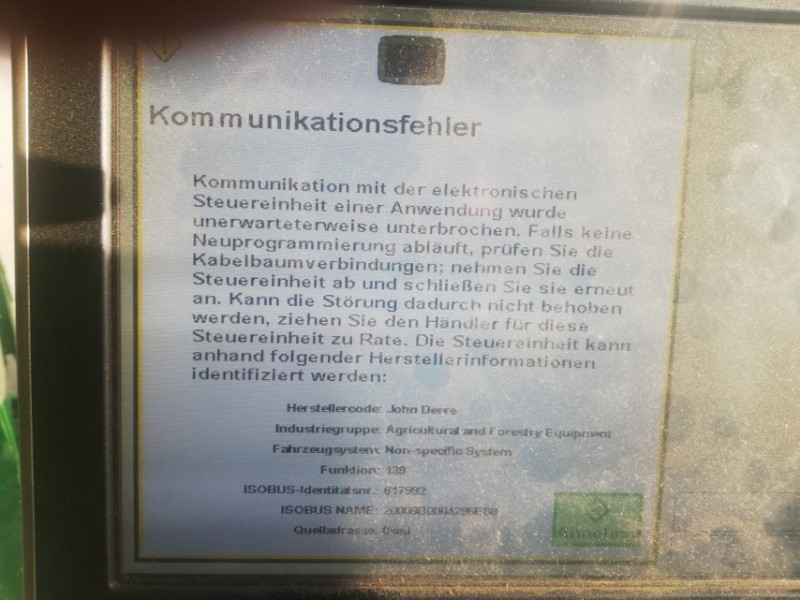 Kommunikationsfehler
Kommunikation mit der elektronischen
Steuereinheit einer Anwendung wurde
unerwarteterweise unterbrochen. Falls keine
Neuprogrammierung abläuft, prüfen Sie die
Kabelbaumverbindungen; nehmen Sie die
Steuereinheit ab und schließen Sie sie erneut
an. Kann die Störung dadurch nicht behoben
werden, ziehen Sie den Händler für diese
Steuereinheit zu Rate. Die Steuereinheit kann
anhand folgender Herstellerinformationen
identifiziert werden:
Herstellercode: John Deere
Industriegruppe: Agricultural and Forestry Equipment
Fahrzeugsystem: Non-specific System
Funktion: 139
ISOBUS-Identitätsnr.: 617992
ISOBUS NAME:
Quelladresse: